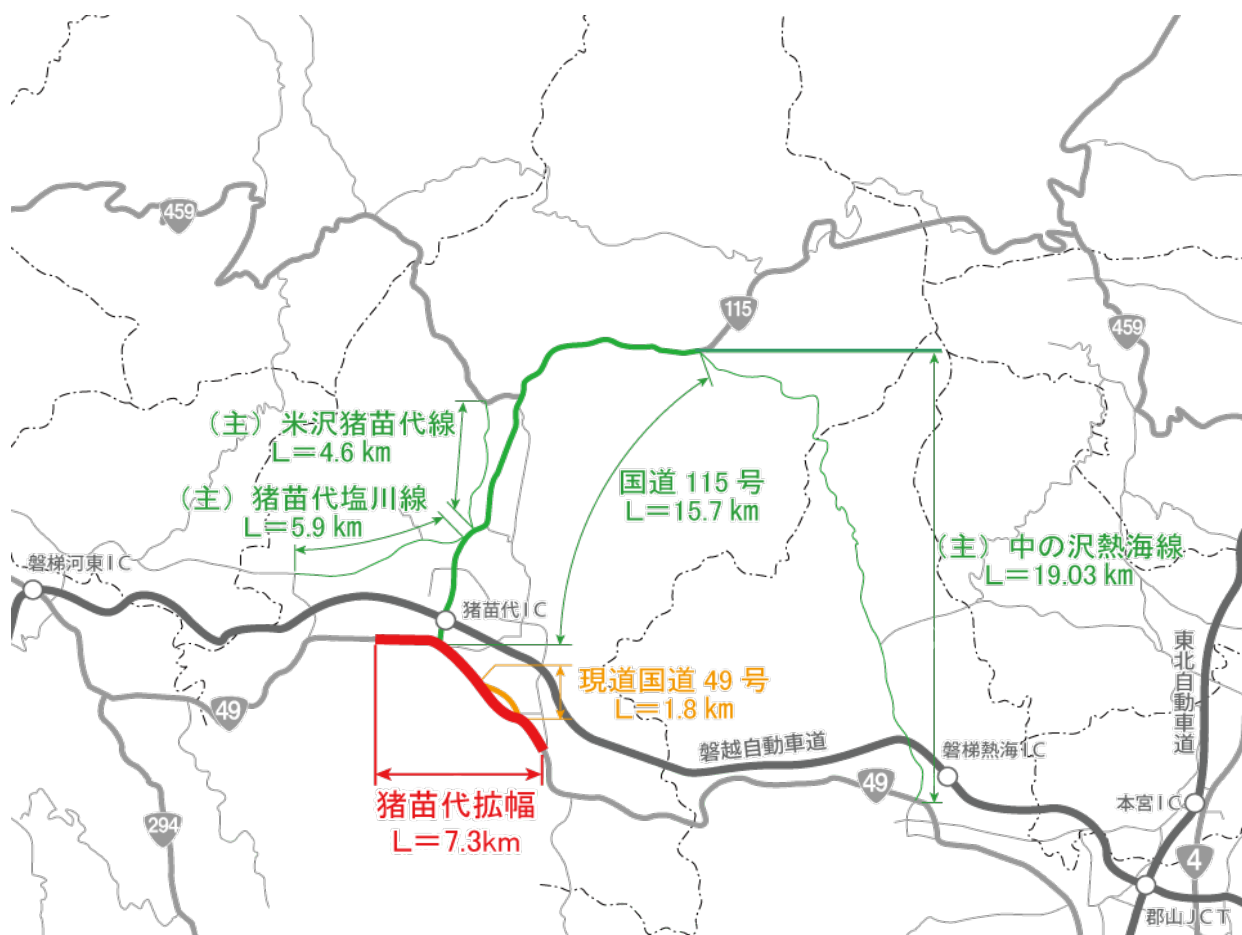 459
115
459
（主）米沢猪苗代線
L＝4.6 km
（主）猪苗代塩川線
L＝5.9 km
国道 115 号
L＝15.7 km
（主）中の沢熱海線
L＝19.03 km
磐梯河東IC
猪苗代IC
現道国道 49 号
L＝1.8 km
東北自動車道
49
磐越自動車道
磐梯熱海IC
49
猪苗代拡幅
L＝7.3km
本宮IC
294
4
郡山JCT